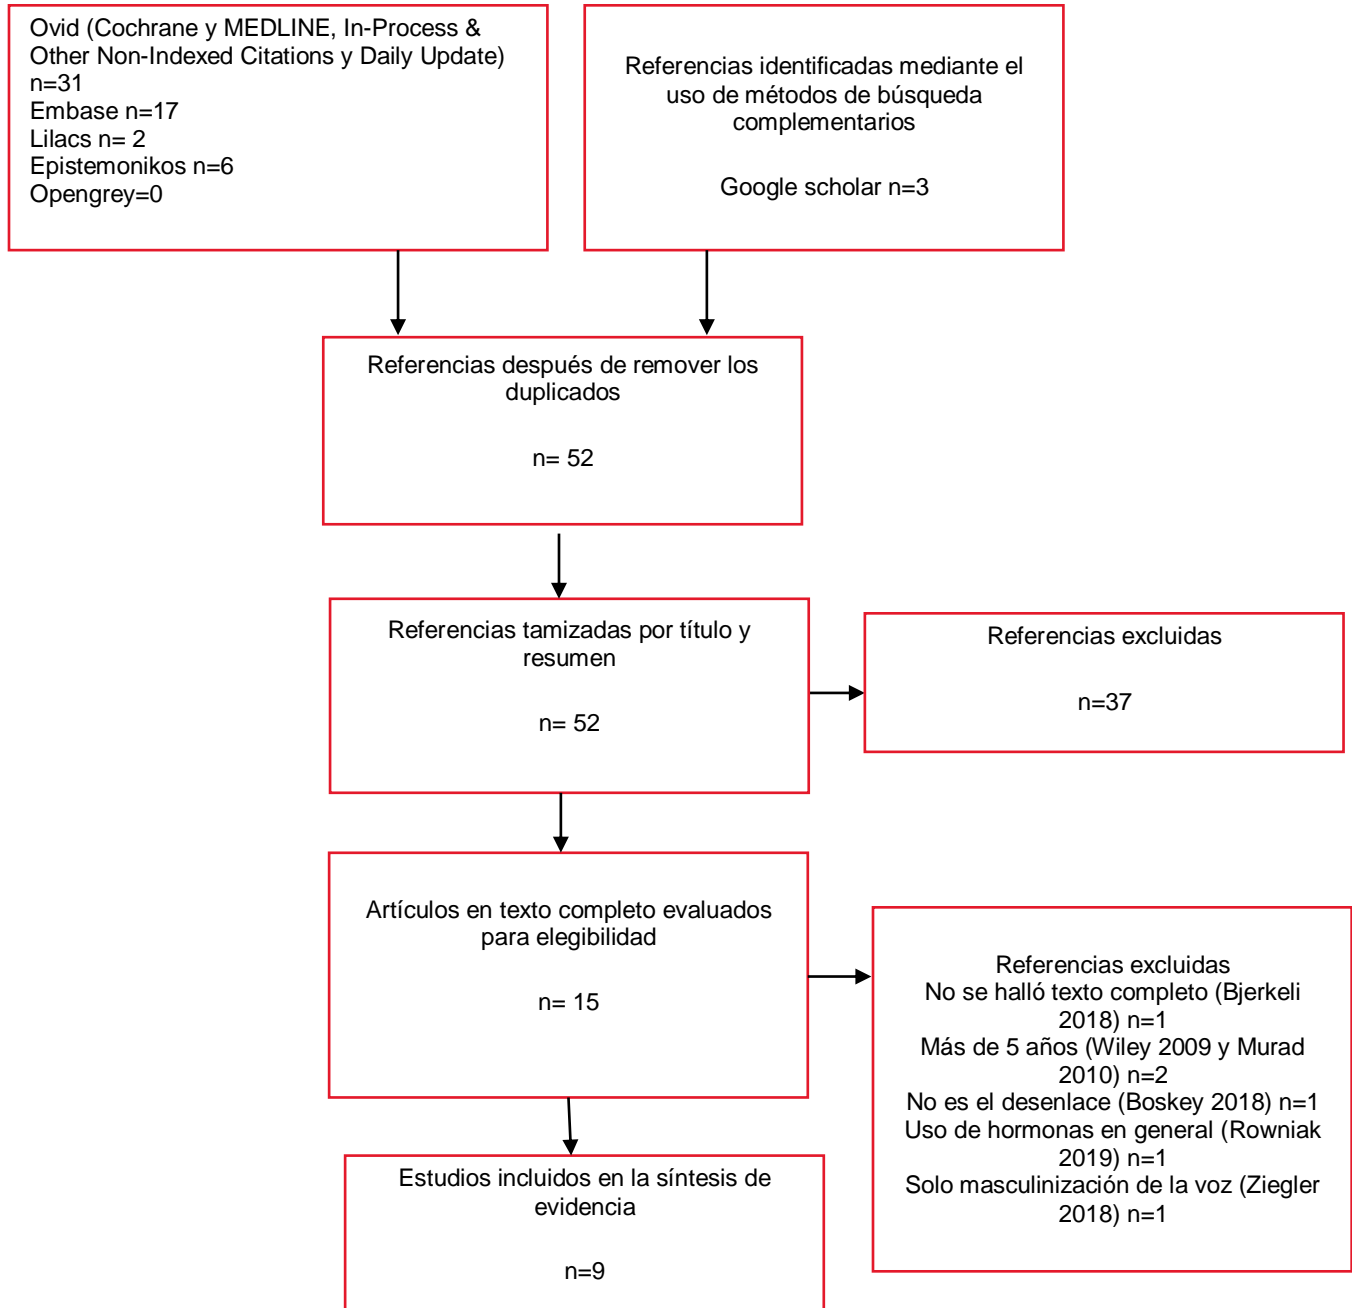 Ovid (Cochrane y MEDLINE, In-Process &
Other Non-Indexed Citations y Daily Update)
n=31
Embase n=17
Lilacs n= 2
Epistemonikos n=6
Opengrey=0
Referencias identificadas mediante el
uso de métodos de búsqueda
complementarios
Google scholar n=3
Referencias después de remover los
duplicados
n= 52
Referencias tamizadas por título y
resumen
n= 52
Referencias excluidas
n=37
Artículos en texto completo evaluados
para elegibilidad
n= 15
Referencias excluidas
No se halló texto completo (Bjerkeli
2018) n=1
Más de 5 años (Wiley 2009 y Murad
2010) n=2
No es el desenlace (Boskey 2018) n=1
Uso de hormonas en general (Rowniak
2019) n=1
Solo masculinización de la voz (Ziegler
2018) n=1
Estudios incluidos en la síntesis de
evidencia
n=9